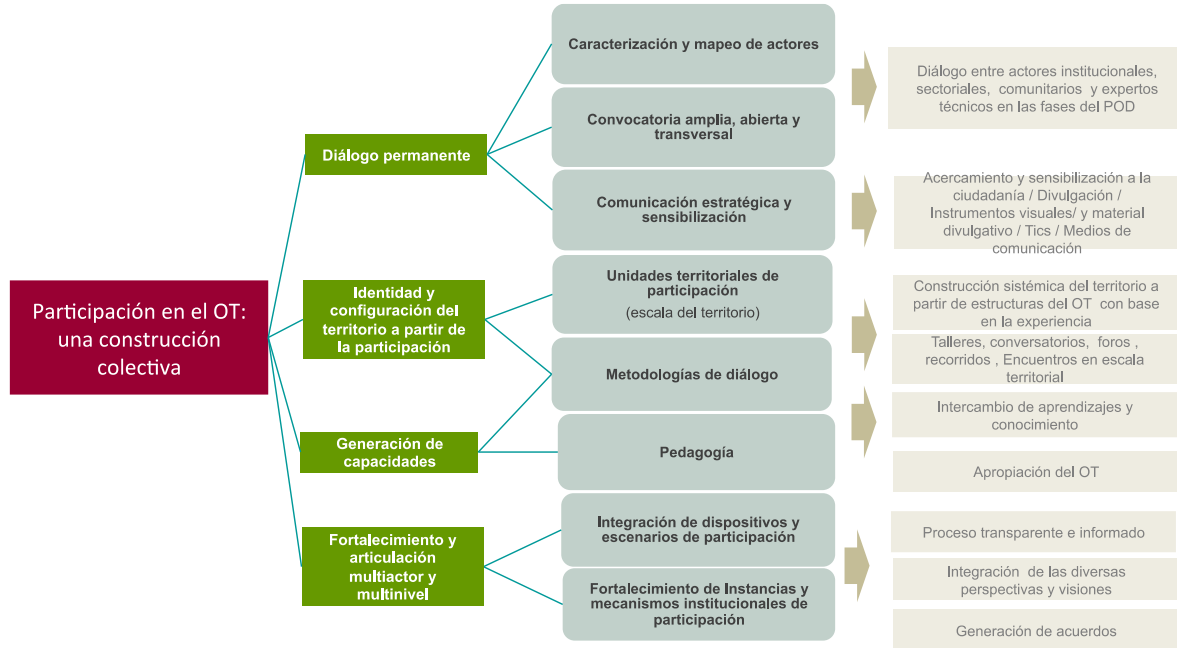 Participación en el OT:
una construcción
colectiva
Diálogo permanente
Identidad y
configuración del
territorio a partir de
la participación
Generación de
capacidades
Fortalecimiento y
articulación
multiactor y
multinivel
Caracterización y mapeo de actores
Convocatoria amplia, abierta y
transversal
Comunicación estratégica y
sensibilización
Unidades territoriales de
participación
(escala del territorio)
Metodologías de diálogo
Pedagogía
Integración de dispositivos y
escenarios de participación
Fortalecimiento de Instancias y
mecanismos institucionales de
participación
Diálogo entre actores institucionales,
sectoriales, comunitarios y expertos
técnicos en las fases del POD
Acercamiento y sensibilización a la
ciudadanía / Divulgación /
Instrumentos visuales/ y material
divulgativo / Tics / Medios de
comunicación
Construcción sistémica del territorio a
partir de estructuras del OT con base
en la experiencia
Talleres, conversatorios, foros ,
recorridos , Encuentros en escala
territorial
Intercambio de aprendizajes y
conocimiento
Apropiación del OT
Proceso transparente e informado
Integración de las diversas
perspectivas y visiones
Generación de acuerdos